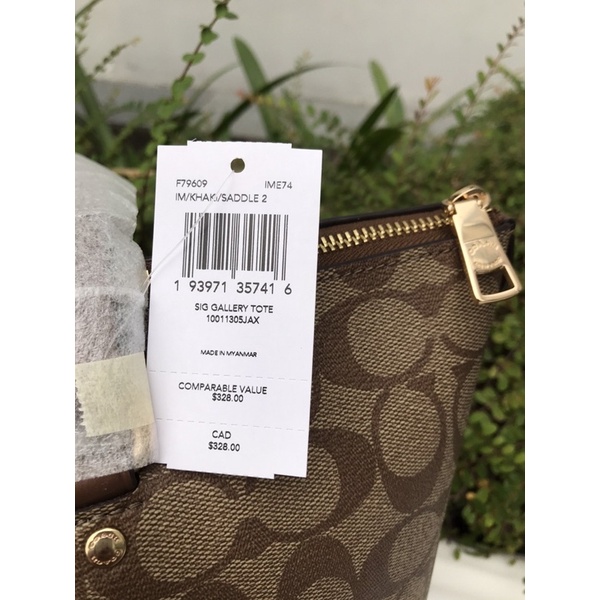 F79609 IME74
IM/KHAKI/SADDLE 2
1 93971 35741 6
SIG GALLERY TOTE
10011305JAX
MADE IN MYANMAR
COMPARABLE VALUE
$328.00
CAD
$328.00